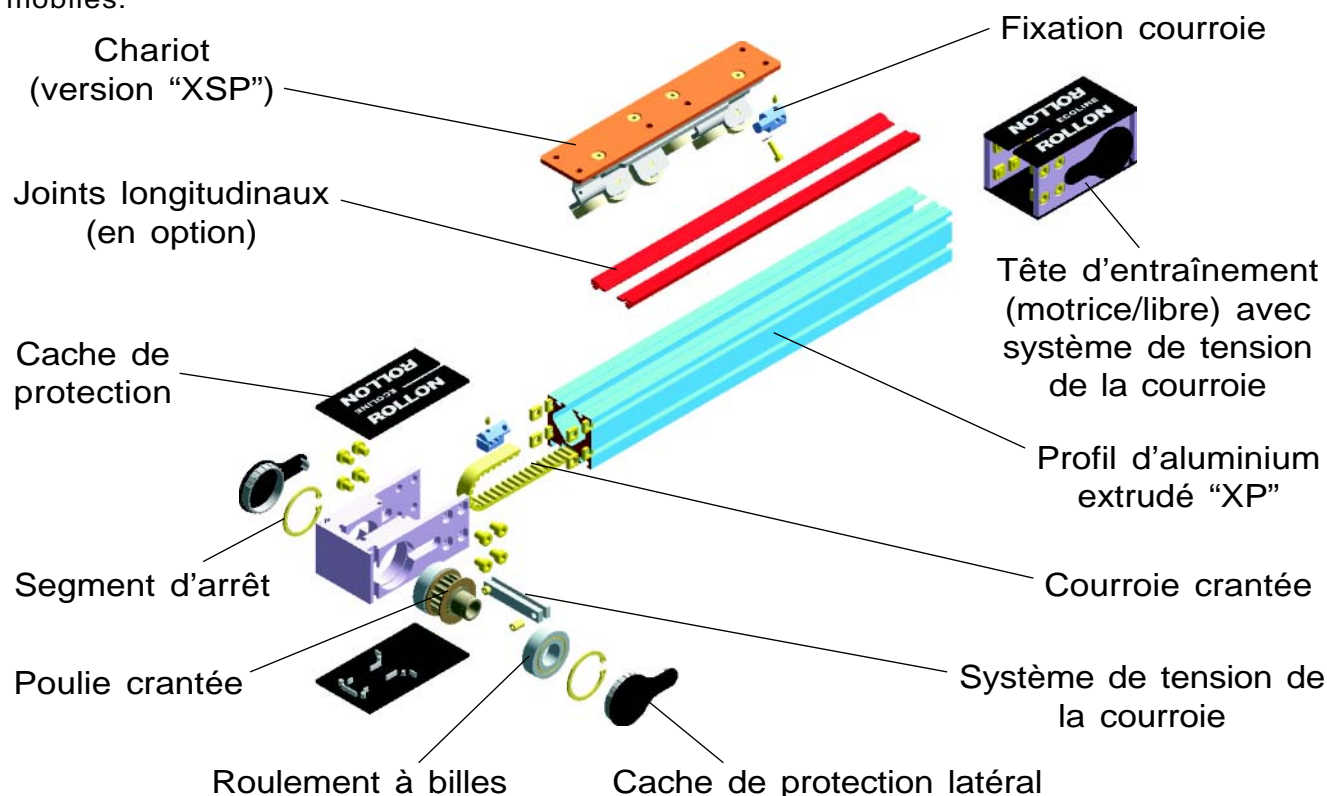 mobiles.
Fixation courroie
Chariot
(version “XSP”)
ROLLON
ECOLINE
ROLLON
Joints longitudinaux
(en option)
Tête d’entraînement
(motrice/libre) avec
système de tension
de la courroie
Cache de
protection
ROLLON
ECOLINE
ROLLON
Profil d’aluminium
extrudé “XP”
Segment d’arrêt
Courroie crantée
Poulie crantée
Système de tension de
la courroie
Roulement à billes
Cache de protection latéral